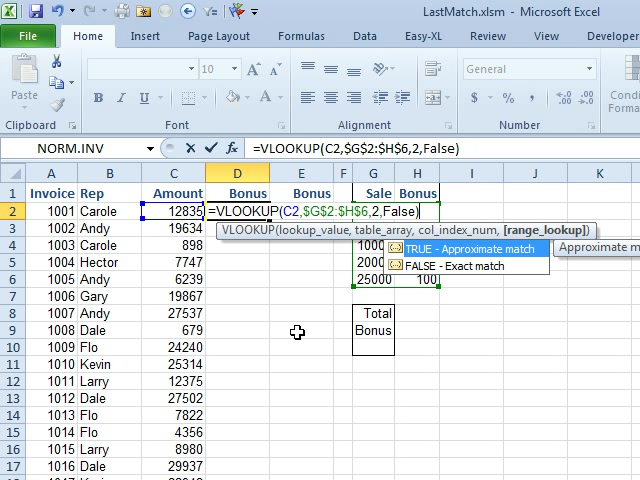 LastMatch.xlsm - Microsoft Excel
File Home Insert Page Layout Formulas Data Easy-XL Review View Developer
Paste
10 A A
General
B I U A
$ % ,
Conditi
Form
Clipboard Font Alignment Number
NORM.INV fx =VLOOKUP(C2,$G$2:$H$6,2,False)
A B C D E F G H I J K
1 Invoice Rep Amount Bonus Bonus Sale Bonus
2 1001 Carole 12835 =VLOOKUP(C2,$G$2:$H$6,2,False)
3 1002 Andy 19634 VLOOKUP(lookup_value, table_array, col_index_num, [range_lookup])
4 1003 Carole 898 1000 TRUE - Approximate match Approximate m
5 1004 Hector 7747 2000 FALSE - Exact match
6 1005 Andy 6239 25000 100
7 1006 Gary 19867
8 1007 Andy 27537 Total
9 1008 Dale 679 Bonus
10 1009 Flo 24240
11 1010 Kevin 25314
12 1011 Larry 12375
13 1012 Dale 27502
14 1013 Flo 7822
15 1014 Flo 4356
16 1015 Larry 8980
17 1016 Dale 29937